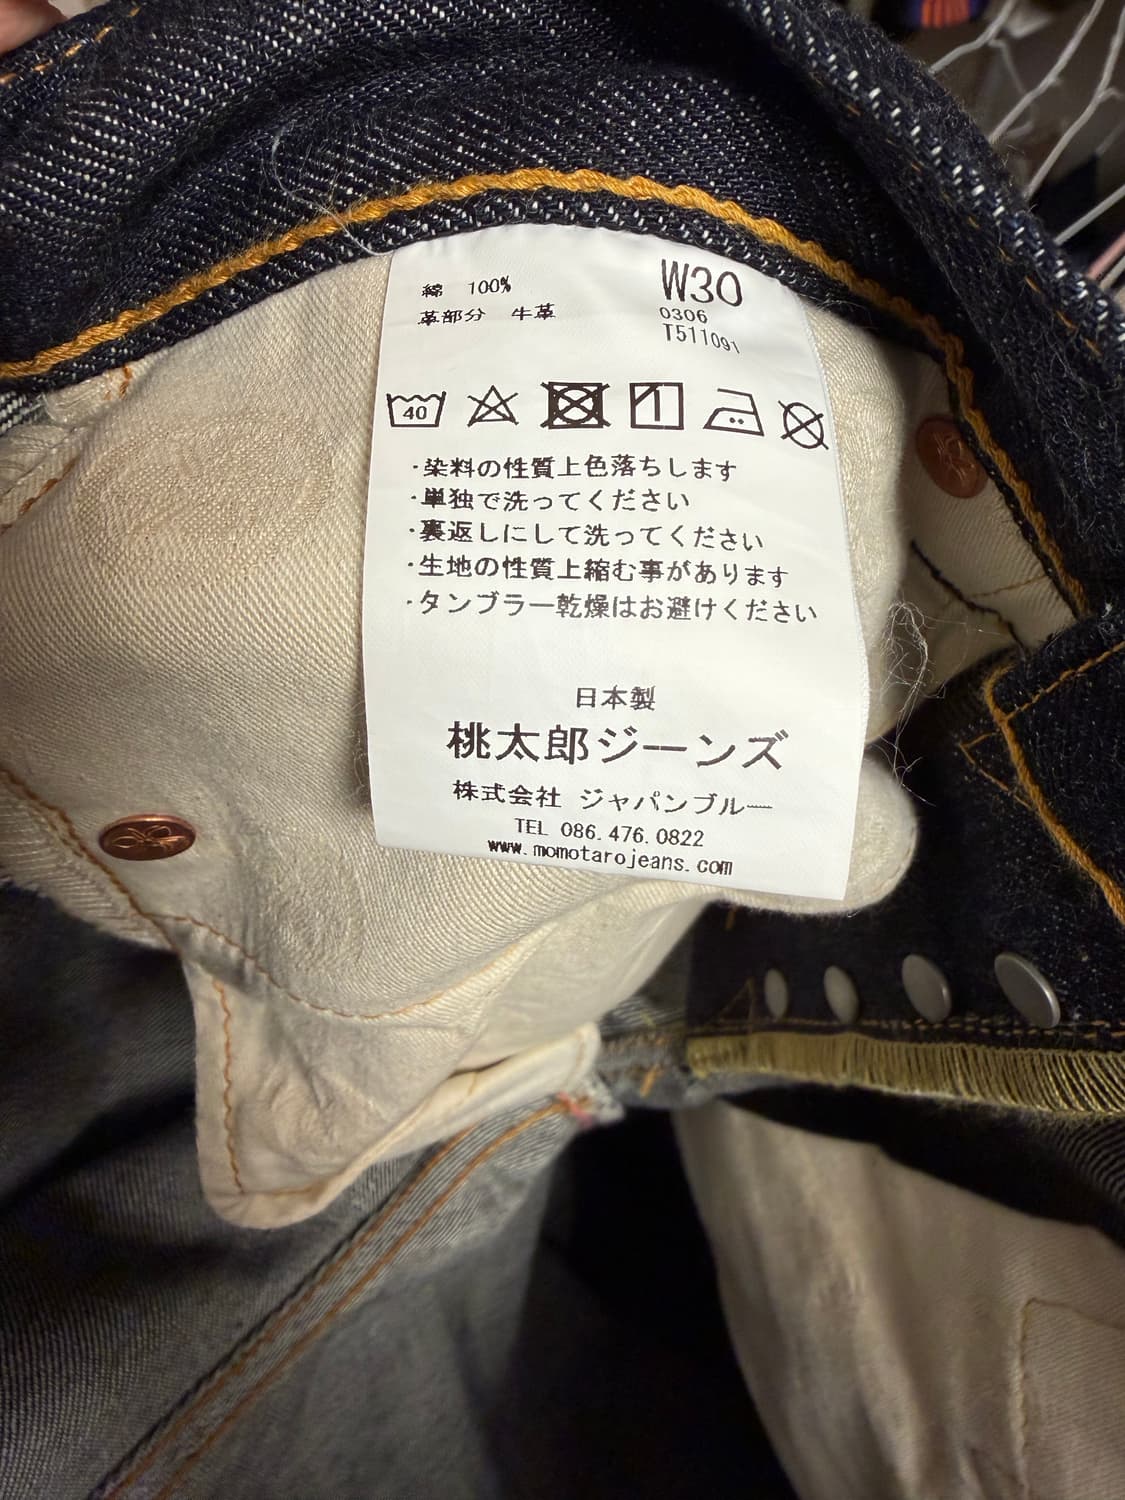 綿 100%
革部分 牛革
W30
0306
T511091
40
・染料の性質上色落ちします
・単独で洗ってください
・裏返しにして洗ってください
・生地の性質上縮む事があります
・タンブラー乾燥はお避けください
日本製
桃太郎ジーンズ
株式会社 ジャパンブルー
TEL 086.476.0822
www.momotarojeans.com